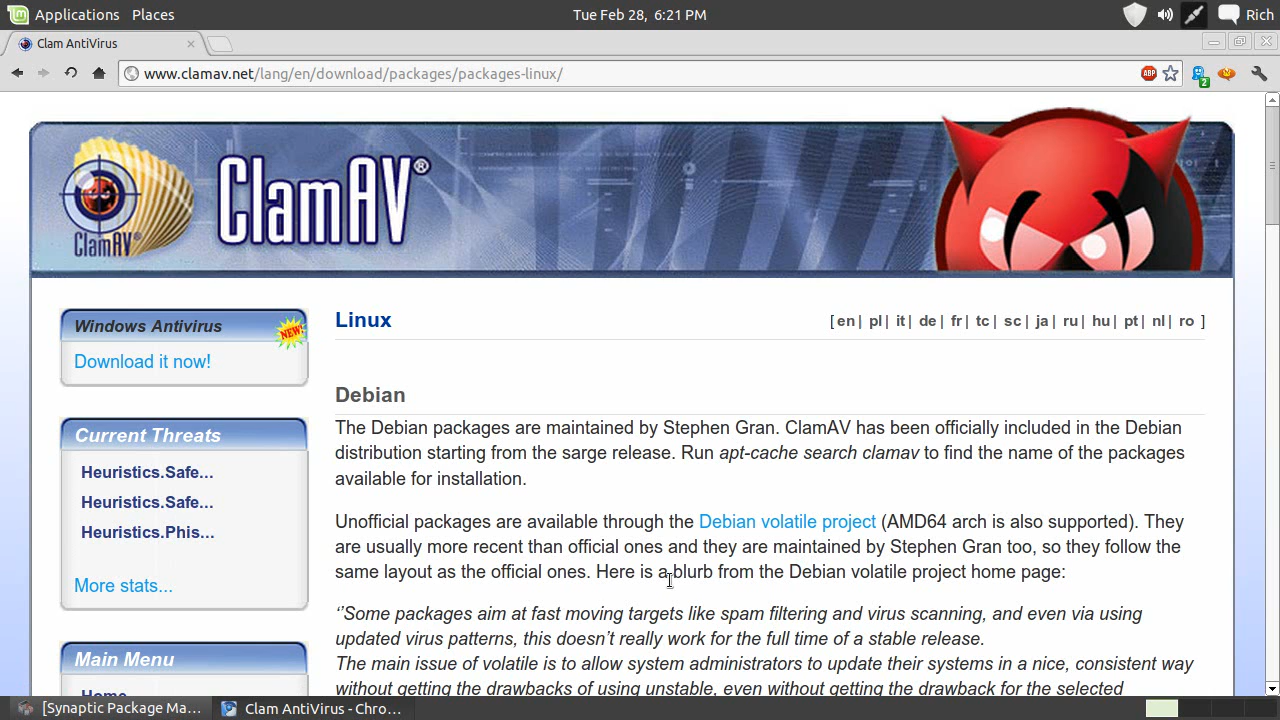 Applications Places Tue Feb 28, 6:21 PM Rich
Clam AntiVirus
www.clamav.net/lang/en/download/packages/packages-linux/ ABP 2
ClamAV®
ClamAV®
Windows Antivirus NEW!
Download it now!
Current Threats
Heuristics.Safe...
Heuristics.Safe...
Heuristics.Phis...
More stats...
Main Menu
Home
Linux [ en| pl| it| de| fr| tc| sc| ja| ru| hu| pt| nl| ro ]
Debian
The Debian packages are maintained by Stephen Gran. ClamAV has been officially included in the Debian
distribution starting from the sarge release. Run apt-cache search clamav to find the name of the packages
available for installation.
Unofficial packages are available through the Debian volatile project (AMD64 arch is also supported). They
are usually more recent than official ones and they are maintained by Stephen Gran too, so they follow the
same layout as the official ones. Here is a blurb from the Debian volatile project home page:
‘’Some packages aim at fast moving targets like spam filtering and virus scanning, and even via using
updated virus patterns, this doesn’t really work for the full time of a stable release.
The main issue of volatile is to allow system administrators to update their systems in a nice, consistent way
without getting the drawbacks of using unstable, even without getting the drawback for the selected
[Synaptic Package Ma... Clam AntiVirus - Chro...